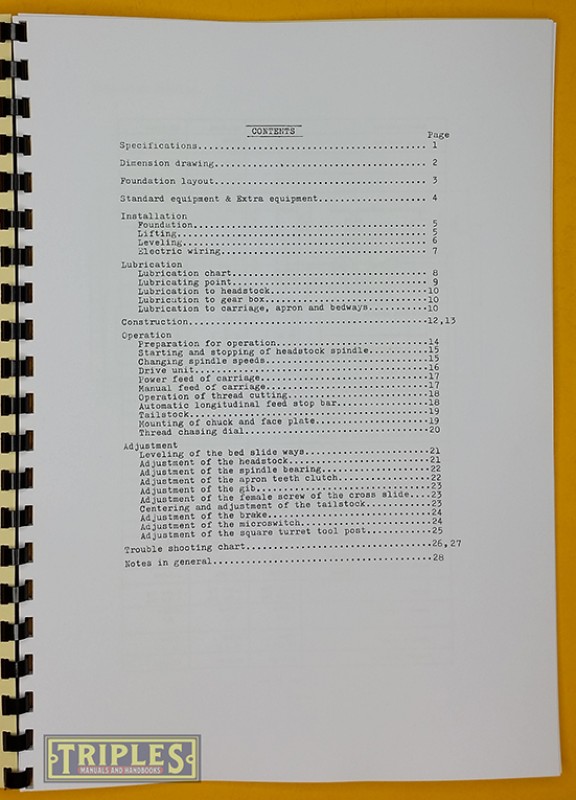 CONTENTS
Page
Specifications........................................ 1
Dimension drawing..................................... 2
Foundation layout..................................... 3
Standard equipment & Extra equipment................... 4
Installation
Foundation........................................ 5
Lifting........................................... 5
Leveling.......................................... 6
Electric wiring................................... 7
Lubrication
Lubrication chart................................. 8
Lubricating point................................. 9
Lubrication to headstock..........................10
Lubrication to gear box...........................10
Lubrication to carriage, apron and bedways..........10
Construction.........................................12,13
Operation
Preparation for operation..........................14
Starting and stopping of headstock spindle..........15
Changing spindle speeds............................15
Drive unit........................................16
Power feed of carriage.............................17
Manual feed of carriage............................17
Operation of thread cutting........................18
Automatic longitudinal feed stop bar...............18
Tailstock.........................................19
Mounting of chuck and face plate...................19
Thread chasing dial...............................20
Adjustment
Leveling of the bed slide ways.....................21
Adjustment of the headstock........................21
Adjustment of the spindle bearing..................22
Adjustment of the apron teeth clutch...............22
Adjustment of the gib..............................23
Adjustment of the female screw of the cross slide....23
Centering and adjustment of the tailstock...........23
Adjustment of the brake............................24
Adjustment of the microswitch......................24
Adjustment of the square turret tool post...........25
Trouble shooting chart...............................26,27
Notes in general.....................................28
TRIPLES
MANUALS AND HANDBOOKS